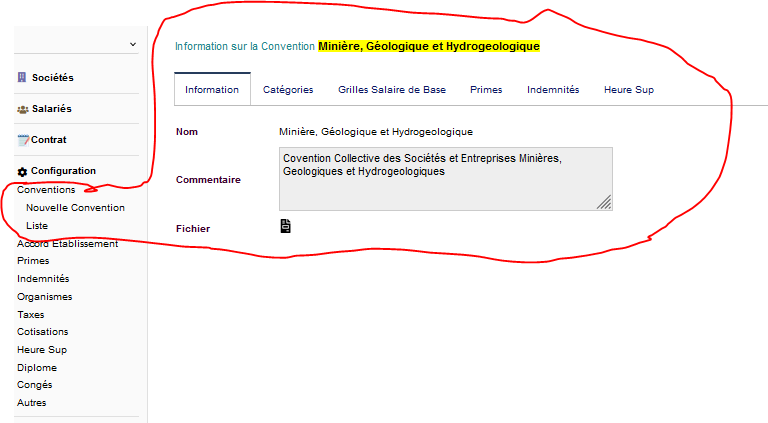 Sociétés
Salariés
Contrat
Configuration
Conventions
Nouvelle Convention
Liste
Accord Etablissement
Primes
Indemnités
Organismes
Taxes
Cotisations
Heure Sup
Diplome
Congés
Autres
Information sur la Convention Minière, Géologique et Hydrogeologique
Information Catégories Grilles Salaire de Base Primes Indemnités Heure Sup
Nom Minière, Géologique et Hydrogeologique
Commentaire
Covention Collective des Sociétés et Entreprises Minières,
Geologiques et Hydrogeologiques
Fichier